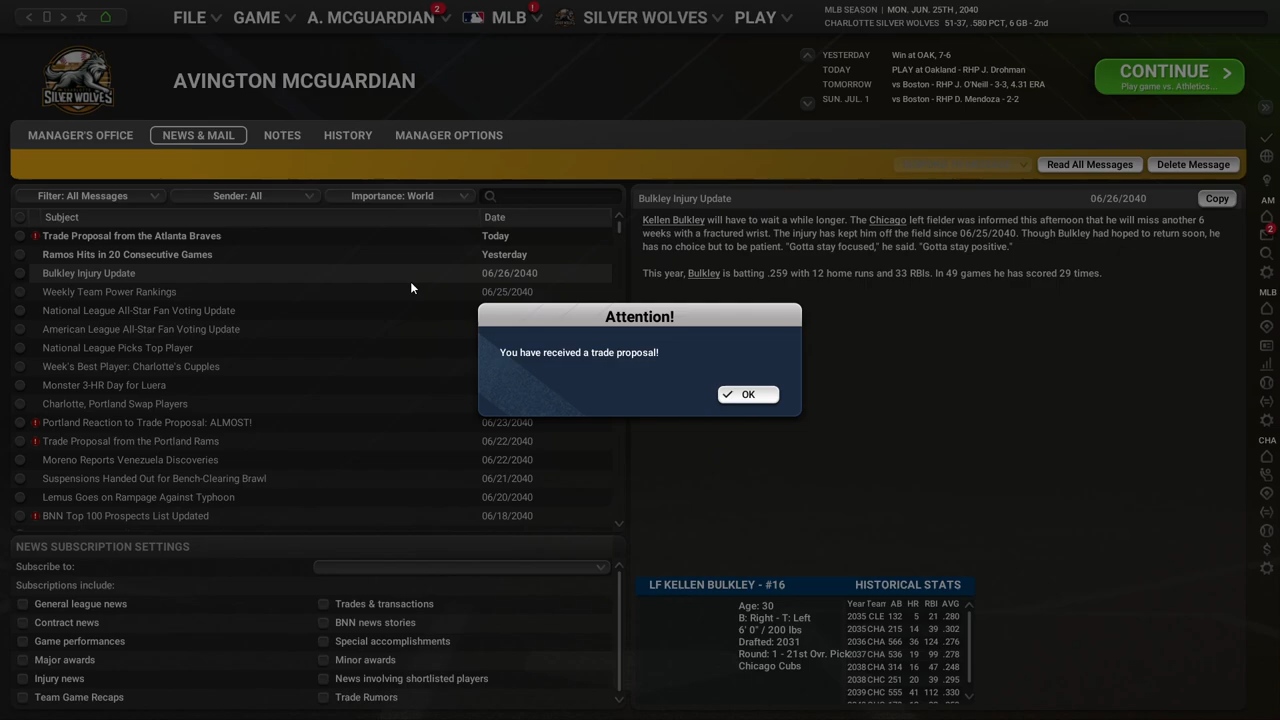 FILE GAME A. MCGUARDIAN 2 MLB ! SILVER WOLVES PLAY
MLB SEASON | MON. JUN. 25TH , 2040
CHARLOTTE SILVER WOLVES 51-37, .580 PCT, 6 GB - 2nd
SILVER WOLVES
AVINGTON MCGUARDIAN
YESTERDAY Win at OAK, 7-6
TODAY PLAY at Oakland - RHP J. Drohman
TOMORROW vs Boston - RHP J. O'Neill - 3-3, 4.31 ERA
SUN. JUL. 1 vs Boston - RHP D. Mendoza - 2-2
CONTINUE
Play game vs. Athletics...
MANAGER'S OFFICE NEWS & MAIL NOTES HISTORY MANAGER OPTIONS
Read All Messages Delete Message
Filter: All Messages Sender: All Importance: World
Subject Date
! Trade Proposal from the Atlanta Braves Today
Ramos Hits in 20 Consecutive Games Yesterday
Bulkley Injury Update 06/26/2040
Weekly Team Power Rankings 06/25/2040
National League All-Star Fan Voting Update
American League All-Star Fan Voting Update
National League Picks Top Player
Week's Best Player: Charlotte's Cupples
Monster 3-HR Day for Luera
Charlotte, Portland Swap Players
! Portland Reaction to Trade Proposal: ALMOST! 06/23/2040
! Trade Proposal from the Portland Rams 06/22/2040
Moreno Reports Venezuela Discoveries 06/22/2040
Suspensions Handed Out for Bench-Clearing Brawl 06/21/2040
Lemus Goes on Rampage Against Typhoon 06/20/2040
! BNN Top 100 Prospects List Updated 06/18/2040
Bulkley Injury Update 06/26/2040 Copy
Kellen Bulkley will have to wait a while longer. The Chicago left fielder was informed this afternoon that he will miss another 6
weeks with a fractured wrist. The injury has kept him off the field since 06/25/2040. Though Bulkley had hoped to return soon, he
has no choice but to be patient. "Gotta stay focused," he said. "Gotta stay positive."
This year, Bulkley is batting .259 with 12 home runs and 33 RBIs. In 49 games he has scored 29 times.
Attention!
You have received a trade proposal!
OK
NEWS SUBSCRIPTION SETTINGS
Subscribe to:
Subscriptions include:
General league news Trades & transactions
Contract news BNN news stories
Game performances Special accomplishments
Major awards Minor awards
Injury news News involving shortlisted players
Team Game Recaps Trade Rumors
LF KELLEN BULKLEY - #16 HISTORICAL STATS
Age: 30
B: Right - T: Left
6' 0" / 200 lbs
Drafted: 2031
Round: 1 - 21st Ovr. Pick
Chicago Cubs
Year Team AB HR RBI AVG
2035 CLE 132 5 21 .280
2035 CHA 215 14 39 .302
2036 CHA 566 36 124 .276
2037 CHA 536 19 99 .278
2038 CHA 314 16 47 .248
2038 CHC 251 20 39 .295
2039 CHC 555 41 112 .330
AM
2
MLB
CHA